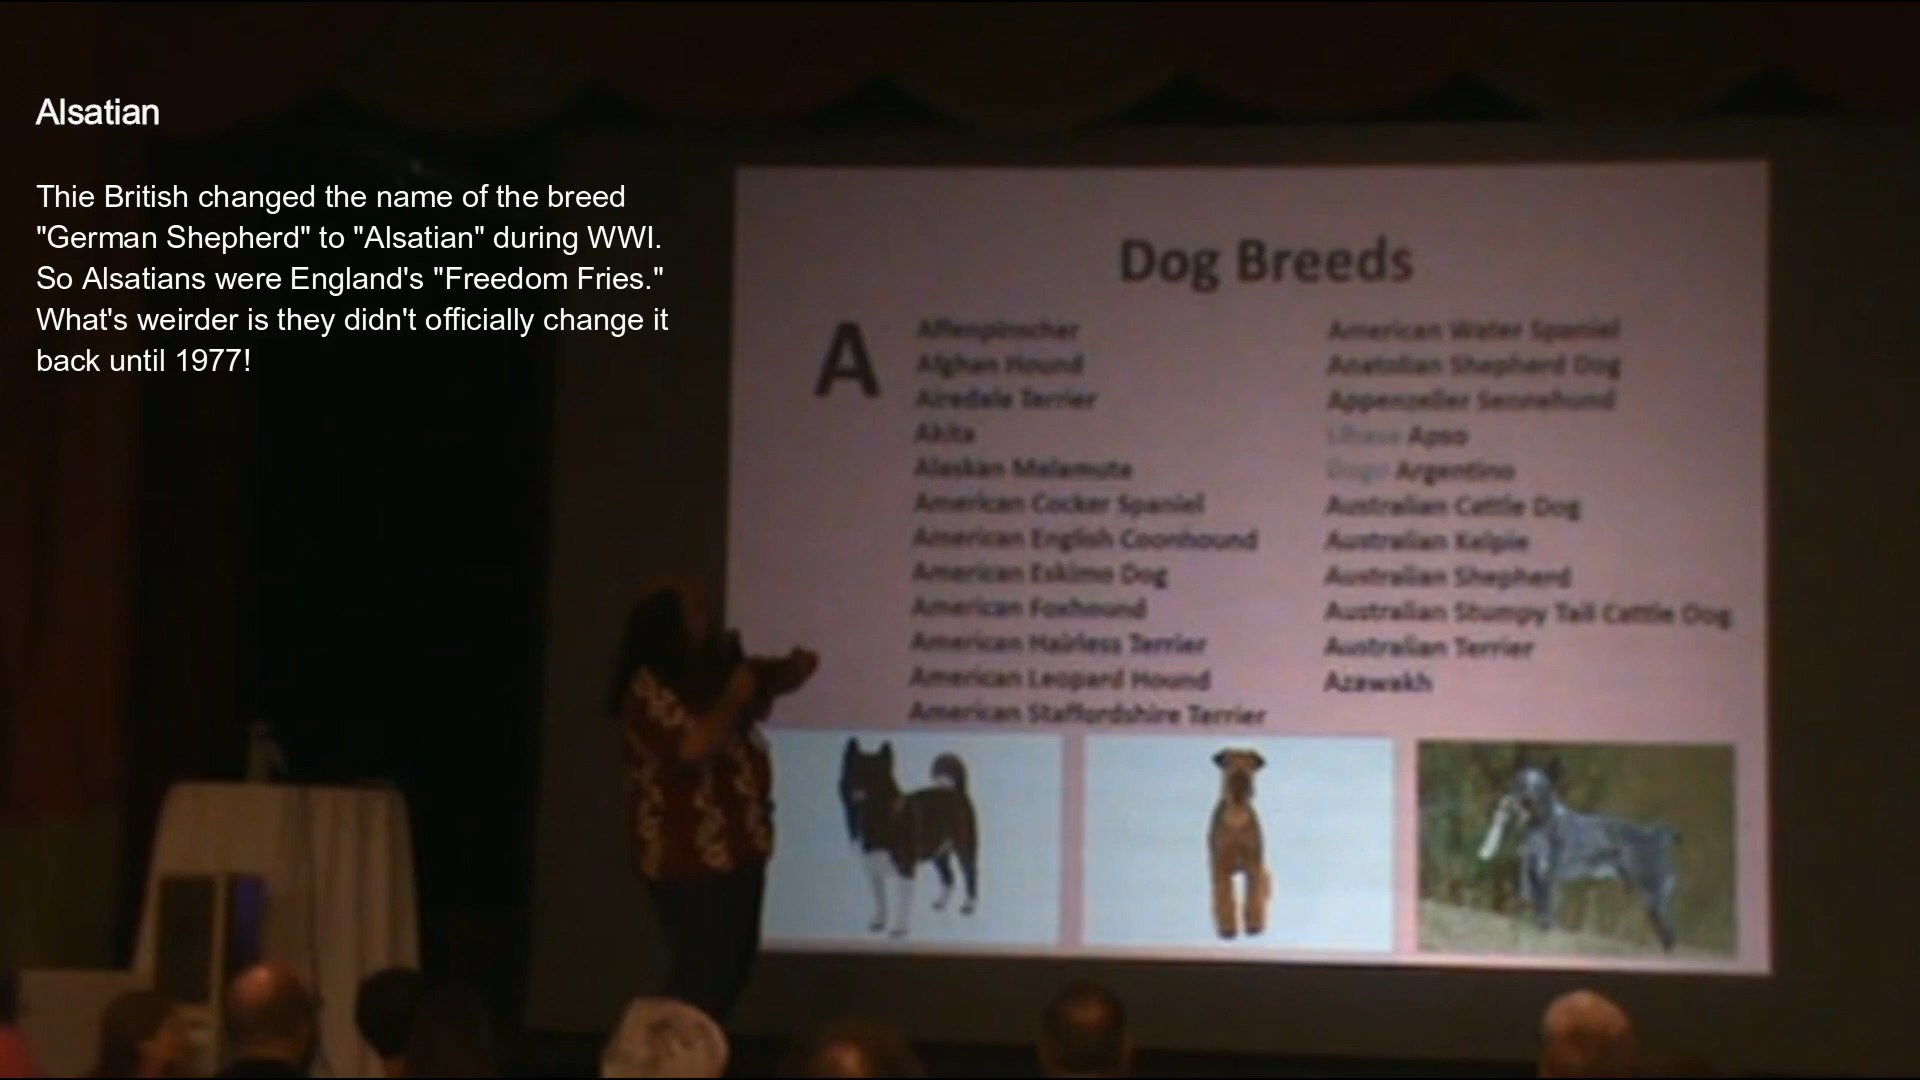 Alsatian
Thie British changed the name of the breed
"German Shepherd" to "Alsatian" during WWI.
So Alsatians were England's "Freedom Fries."
What's weirder is they didn't officially change it
back until 1977!
Dog Breeds
A
Affenpinscher
Afghan Hound
Airedale Terrier
Akita
Alaskan Malamute
American Cocker Spaniel
American English Coonhound
American Eskimo Dog
American Foxhound
American Hairless Terrier
American Leopard Hound
American Staffordshire Terrier
American Water Spaniel
Anatolian Shepherd Dog
Appenzeller Sennehund
Lhasa Apso
Dogo Argentino
Australian Cattle Dog
Australian Kelpie
Australian Shepherd
Australian Stumpy Tail Cattle Dog
Australian Terrier
Azawakh